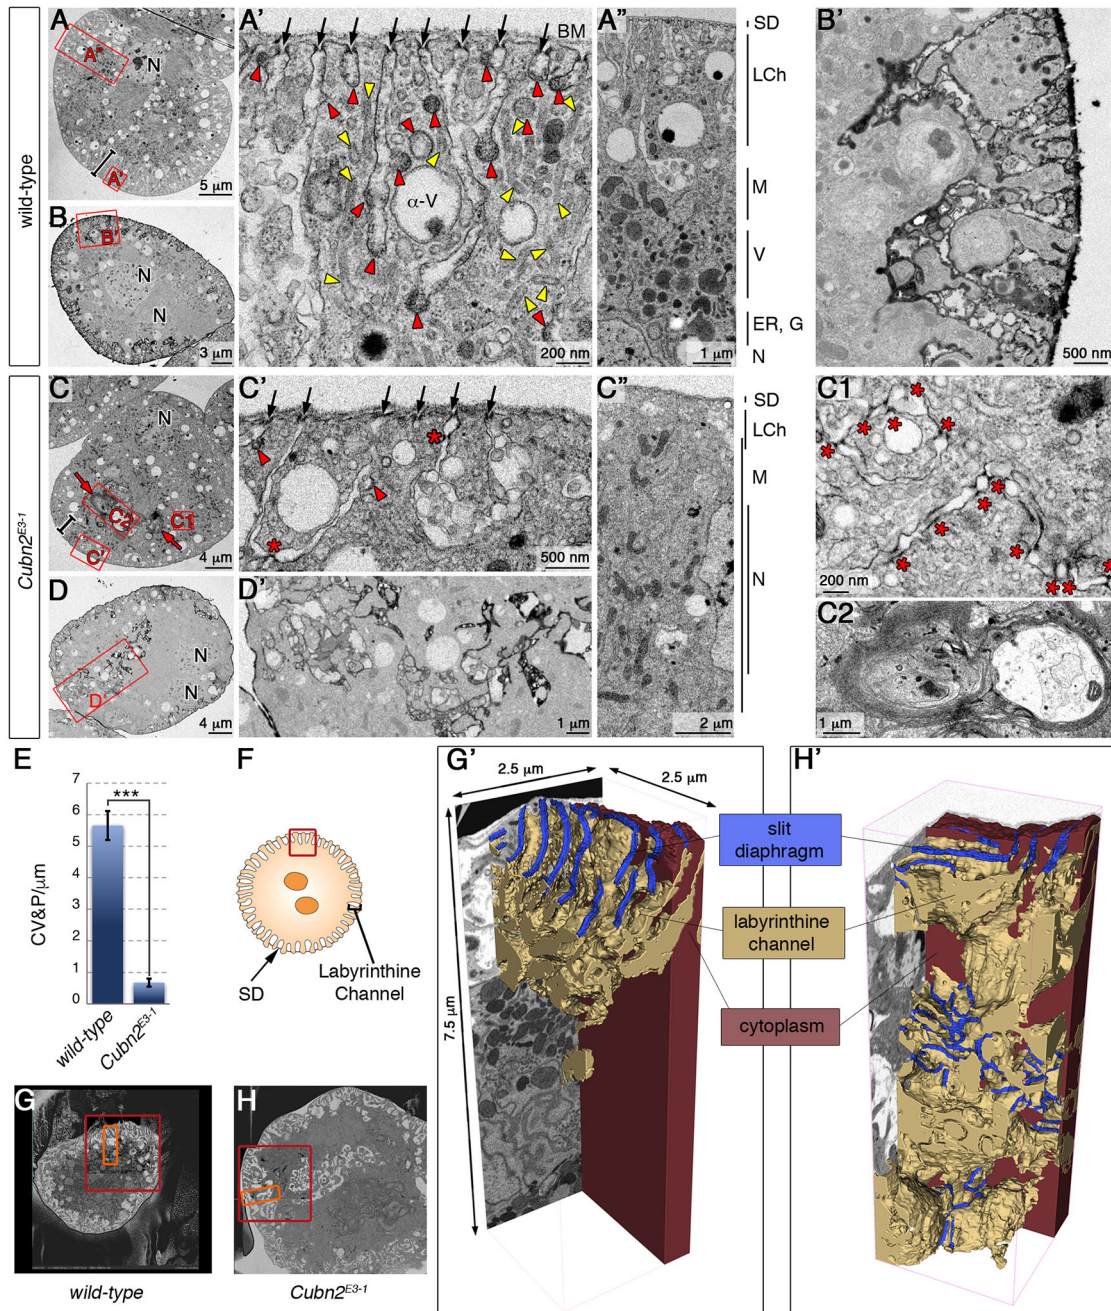 wild-type
A
A"
N
A'
5 μm
B
B'
N
N
3 μm
A'
BM
α-V
200 nm
A"
1 μm
SD
LCh
M
V
ER, G
N
B'
500 nm
Cubn2E3-1
C
N
C2
C1
C'
4 μm
D
N
N
D'
4 μm
C'
500 nm
D'
1 μm
C"
2 μm
SD
LCh
M
N
C1
200 nm
C2
1 μm
E
CV&P/μm
7
6
5
4
3
2
1
0
***
wild-type
Cubn2E3-1
F
SD
Labyrinthine
Channel
G
wild-type
H
Cubn2E3-1
G'
2.5 μm
2.5 μm
7.5 μm
slit
diaphragm
labyrinthine
channel
cytoplasm
H'